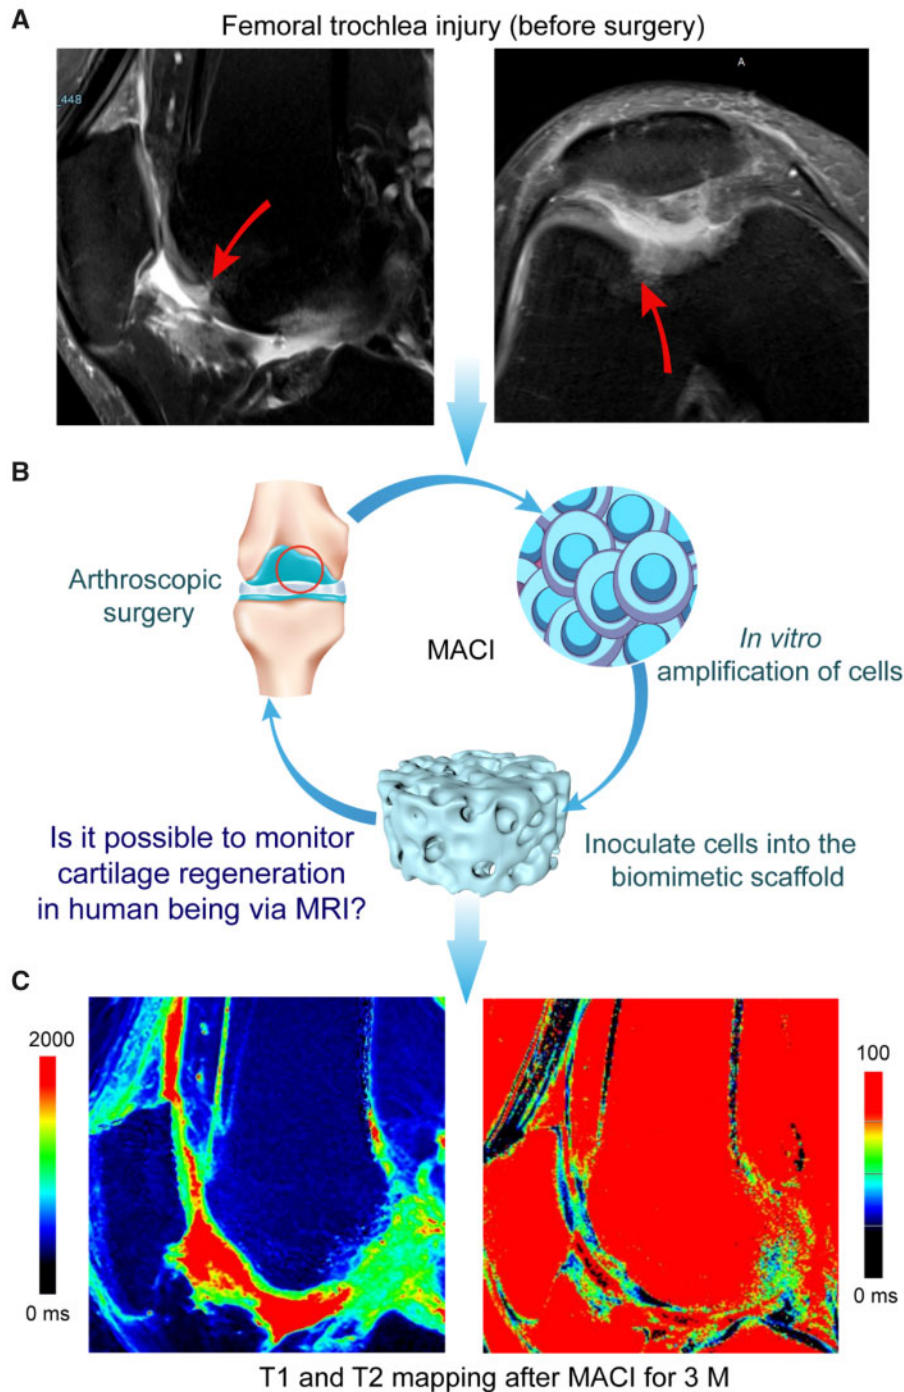 A
Femoral trochlea injury (before surgery)
_448
A
B
Arthroscopic
surgery
MACI
In vitro
amplification of cells
Is it possible to monitor
cartilage regeneration
in human being via MRI?
Inoculate cells into the
biomimetic scaffold
C
2000
0 ms
100
0 ms
T1 and T2 mapping after MACI for 3 M